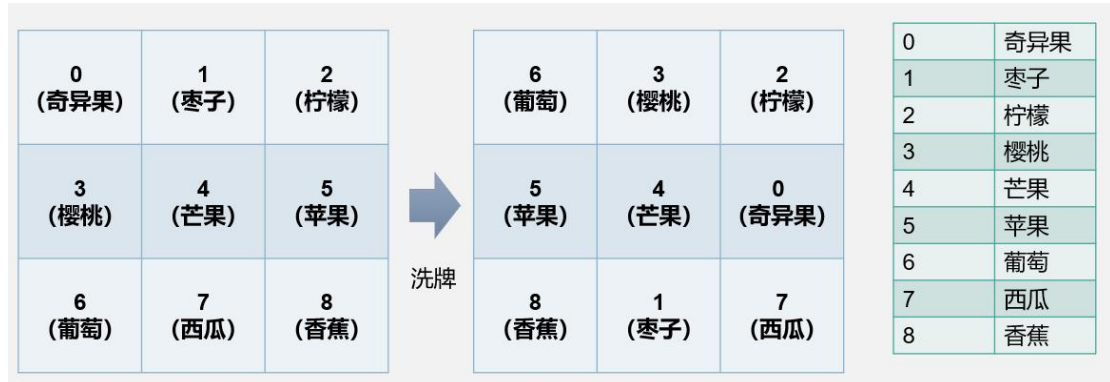 0 1 2
(奇异果) (枣子) (柠檬)
3 4 5
(樱桃) (芒果) (苹果)
6 7 8
(葡萄) (西瓜) (香蕉)
洗牌
6 3 2
(葡萄) (樱桃) (柠檬)
5 4 0
(苹果) (芒果) (奇异果)
8 1 7
(香蕉) (枣子) (西瓜)
0 奇异果
1 枣子
2 柠檬
3 樱桃
4 芒果
5 苹果
6 葡萄
7 西瓜
8 香蕉